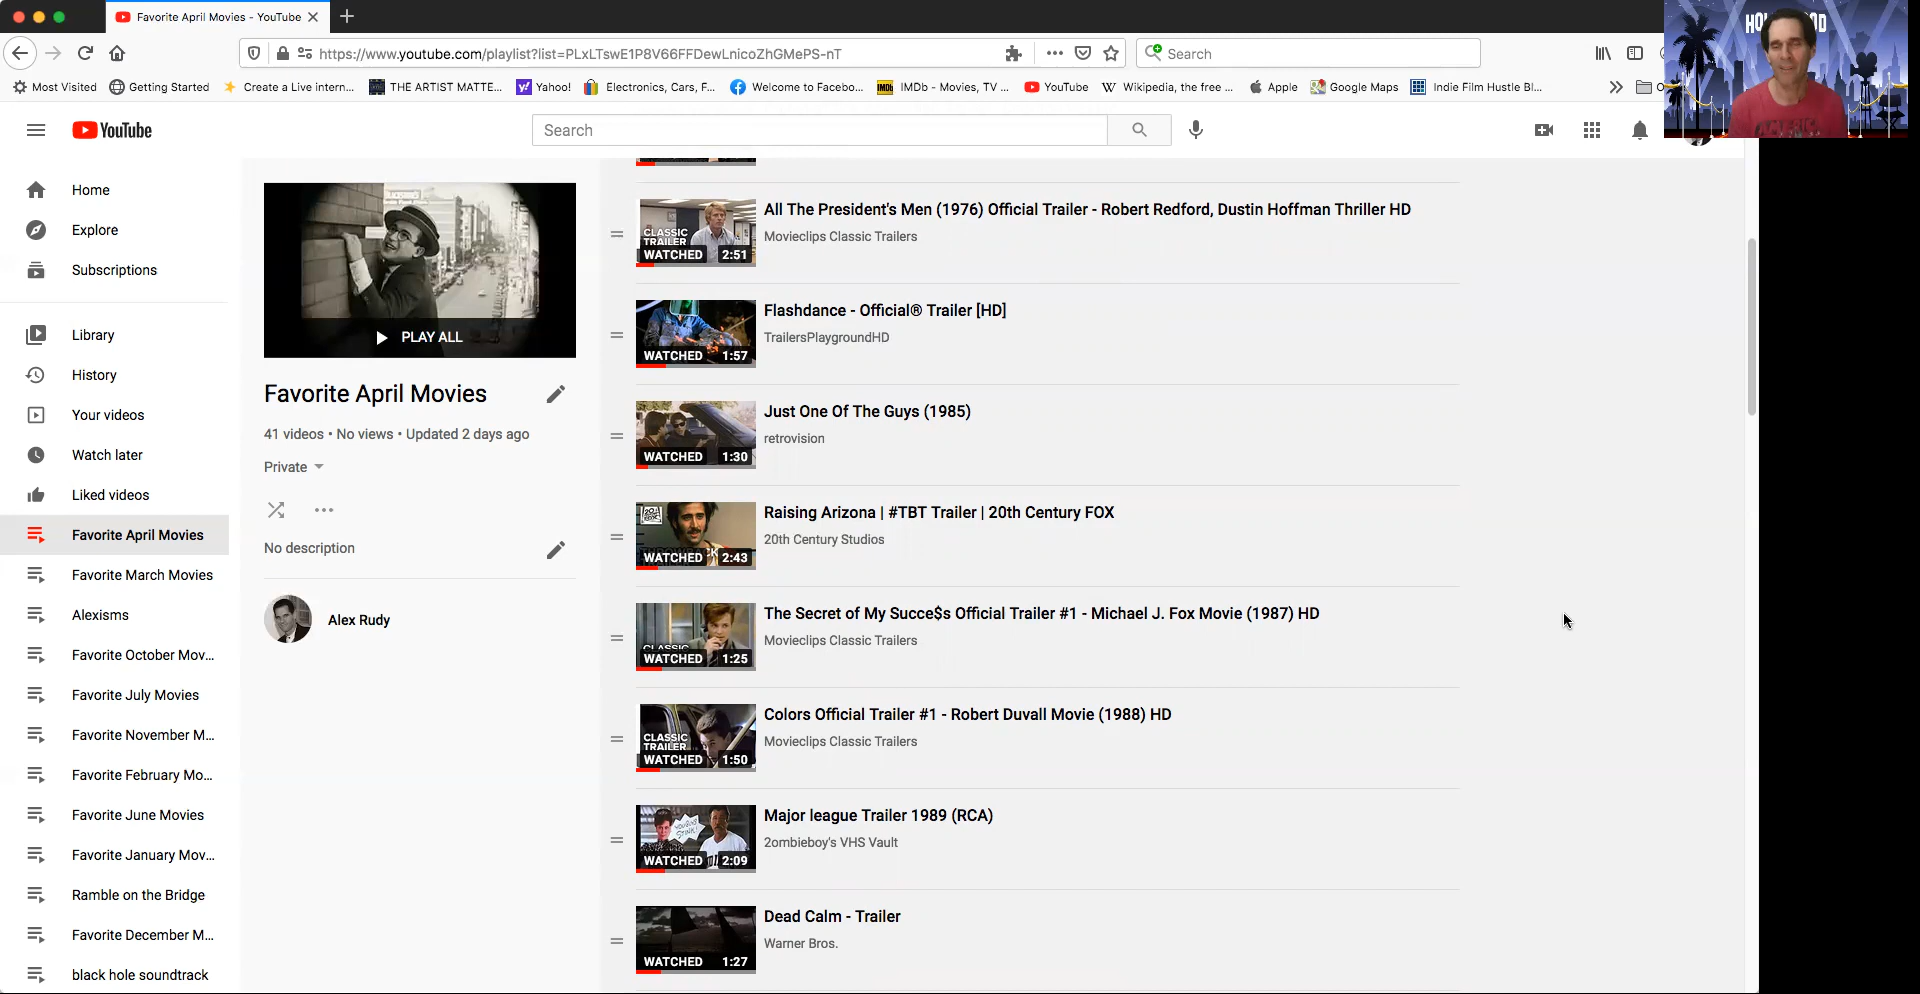 Favorite April Movies - YouTube
https://www.youtube.com/playlist?list=PLxLTswE1P8V66FFDewLnicoZhGMePS-nT
Search
Most Visited
Getting Started
Create a Live intern...
THE ARTIST MATTE...
Yahoo!
Electronics, Cars, F...
Welcome to Facebo...
IMDb - Movies, TV ...
YouTube
Wikipedia, the free ...
Apple
Google Maps
Indie Film Hustle Bl...
YouTube
Search
Home
Explore
Subscriptions
Library
History
Your videos
Watch later
Liked videos
Favorite April Movies
Favorite March Movies
Alexisms
Favorite October Mov...
Favorite July Movies
Favorite November M...
Favorite February Mo...
Favorite June Movies
Favorite January Mov...
Ramble on the Bridge
Favorite December M...
black hole soundtrack
PLAY ALL
Favorite April Movies
41 videos • No views • Updated 2 days ago
Private
No description
Alex Rudy
CLASSIC
TRAILER
WATCHED 2:51
All The President's Men (1976) Official Trailer - Robert Redford, Dustin Hoffman Thriller HD
Movieclips Classic Trailers
WATCHED 1:57
Flashdance - Official® Trailer [HD]
TrailersPlaygroundHD
WATCHED 1:30
Just One Of The Guys (1985)
retrovision
WATCHED 2:43
Raising Arizona | #TBT Trailer | 20th Century FOX
20th Century Studios
WATCHED 1:25
The Secret of My Succe$s Official Trailer #1 - Michael J. Fox Movie (1987) HD
Movieclips Classic Trailers
CLASSIC
TRAILER
WATCHED 1:50
Colors Official Trailer #1 - Robert Duvall Movie (1988) HD
Movieclips Classic Trailers
WATCHED 2:09
Major league Trailer 1989 (RCA)
2ombieboy's VHS Vault
WATCHED 1:27
Dead Calm - Trailer
Warner Bros.